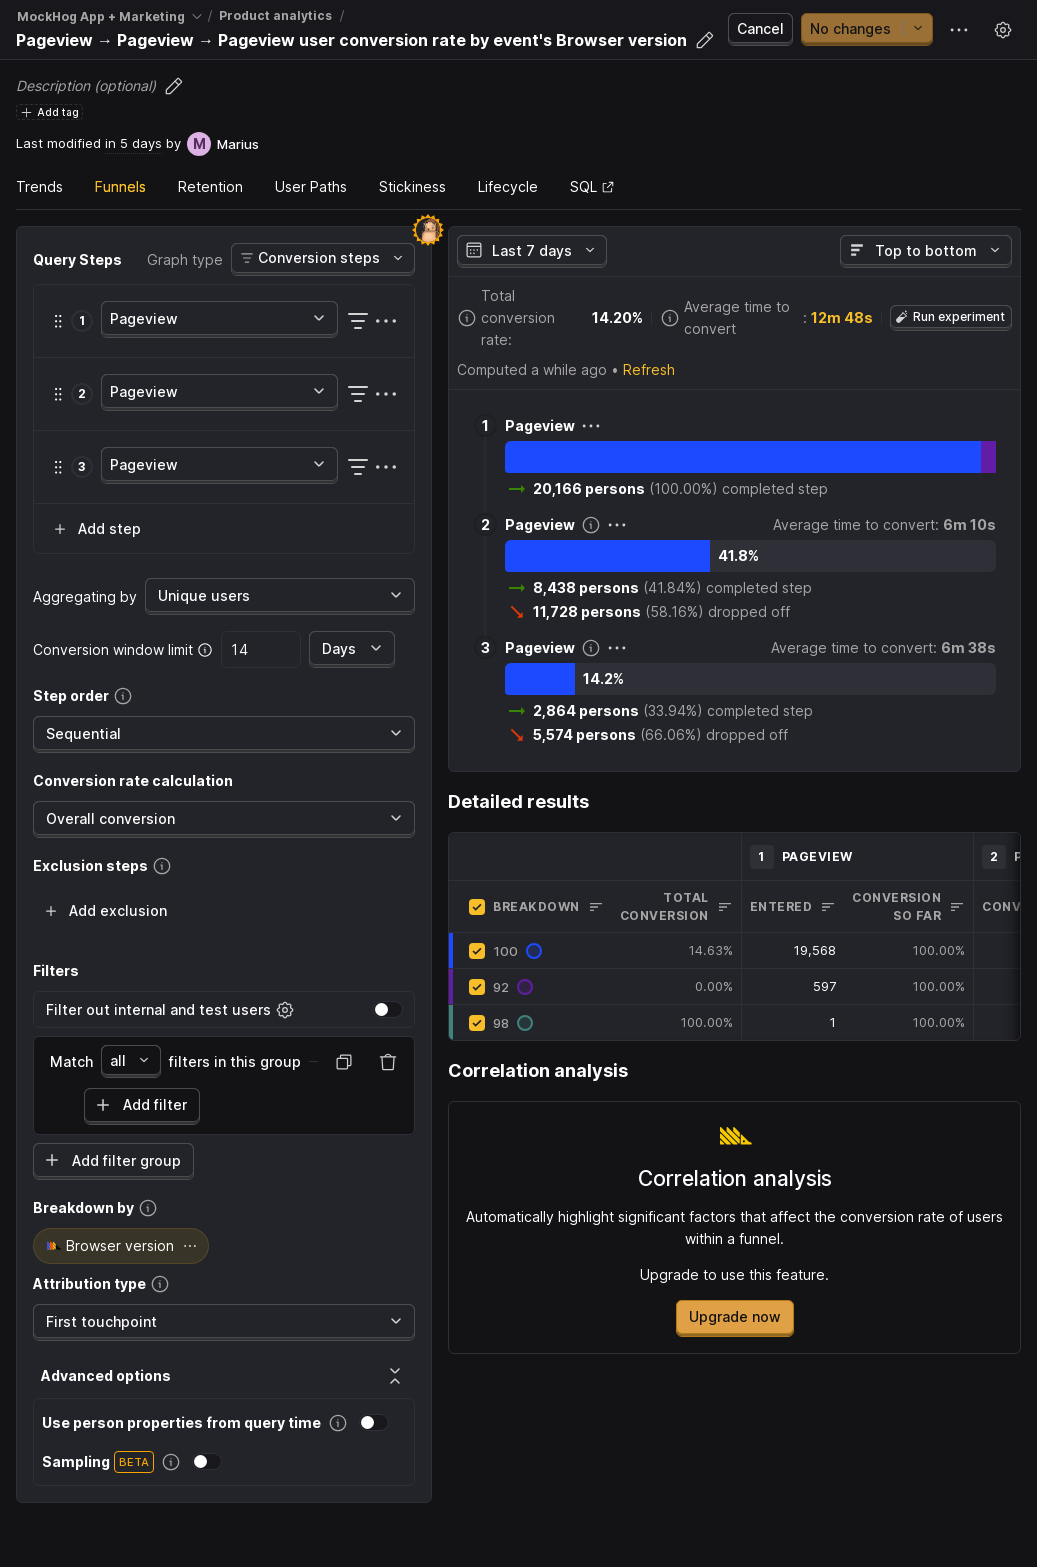 MockHog App + Marketing / Product analytics /
Pageview → Pageview → Pageview user conversion rate by event's Browser version
Cancel
No changes
Description (optional)
Add tag
Last modified in 5 days by M Marius
Trends
Funnels
Retention
User Paths
Stickiness
Lifecycle
SQL
Query Steps
Graph type
Conversion steps
1 Pageview
2 Pageview
3 Pageview
Add step
Aggregating by
Unique users
Conversion window limit
14
Days
Step order
Sequential
Conversion rate calculation
Overall conversion
Exclusion steps
Add exclusion
Filters
Filter out internal and test users
Match all filters in this group
Add filter
Add filter group
Breakdown by
Browser version
Attribution type
First touchpoint
Advanced options
Use person properties from query time
Sampling BETA
Last 7 days
Top to bottom
Total
conversion
rate:
14.20%
Average time to
convert
: 12m 48s
Run experiment
Computed a while ago • Refresh
1 Pageview
20,166 persons (100.00%) completed step
2 Pageview
Average time to convert: 6m 10s
41.8%
8,438 persons (41.84%) completed step
11,728 persons (58.16%) dropped off
3 Pageview
Average time to convert: 6m 38s
14.2%
2,864 persons (33.94%) completed step
5,574 persons (66.06%) dropped off
Detailed results
1 PAGEVIEW
2 P
BREAKDOWN
TOTAL
CONVERSION
ENTERED
CONVERSION
SO FAR
CONV
100 14.63% 19,568 100.00%
92 0.00% 597 100.00%
98 100.00% 1 100.00%
Correlation analysis
Correlation analysis
Automatically highlight significant factors that affect the conversion rate of users
within a funnel.
Upgrade to use this feature.
Upgrade now